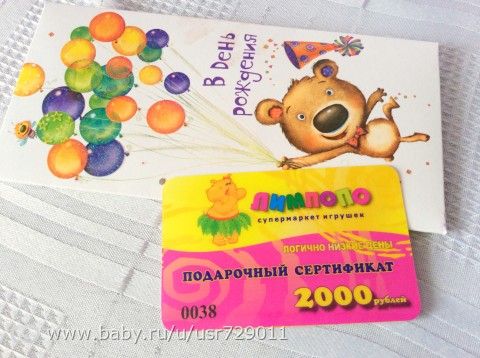 В день
рождения
ЛИМПОПО
супермаркет игрушек
ЛОГИЧНО НИЗКИЕ ЦЕНЫ
ПОДАРОЧНЫЙ СЕРТИФИКАТ
0038
2000 рублей
www.baby.ru/u/usr729011